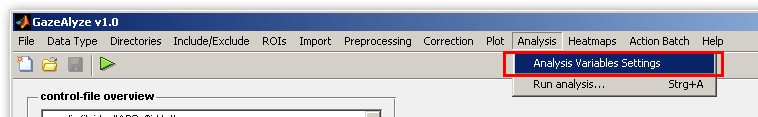 GazeAlyze v1.0
File Data Type Directories Include/Exclude ROIs Import Preprocessing Correction Plot Analysis Heatmaps Action Batch Help
Analysis Variables Settings
Run analysis... Strg+A
control-file overview